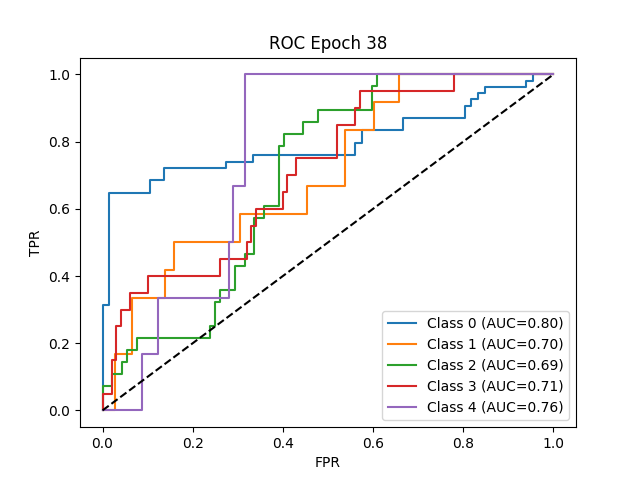 ROC Epoch 38
1.0
0.8
0.6
0.4
0.2
0.0
TPR
0.0 0.2 0.4 0.6 0.8 1.0
FPR
Class 0 (AUC=0.80)
Class 1 (AUC=0.70)
Class 2 (AUC=0.69)
Class 3 (AUC=0.71)
Class 4 (AUC=0.76)